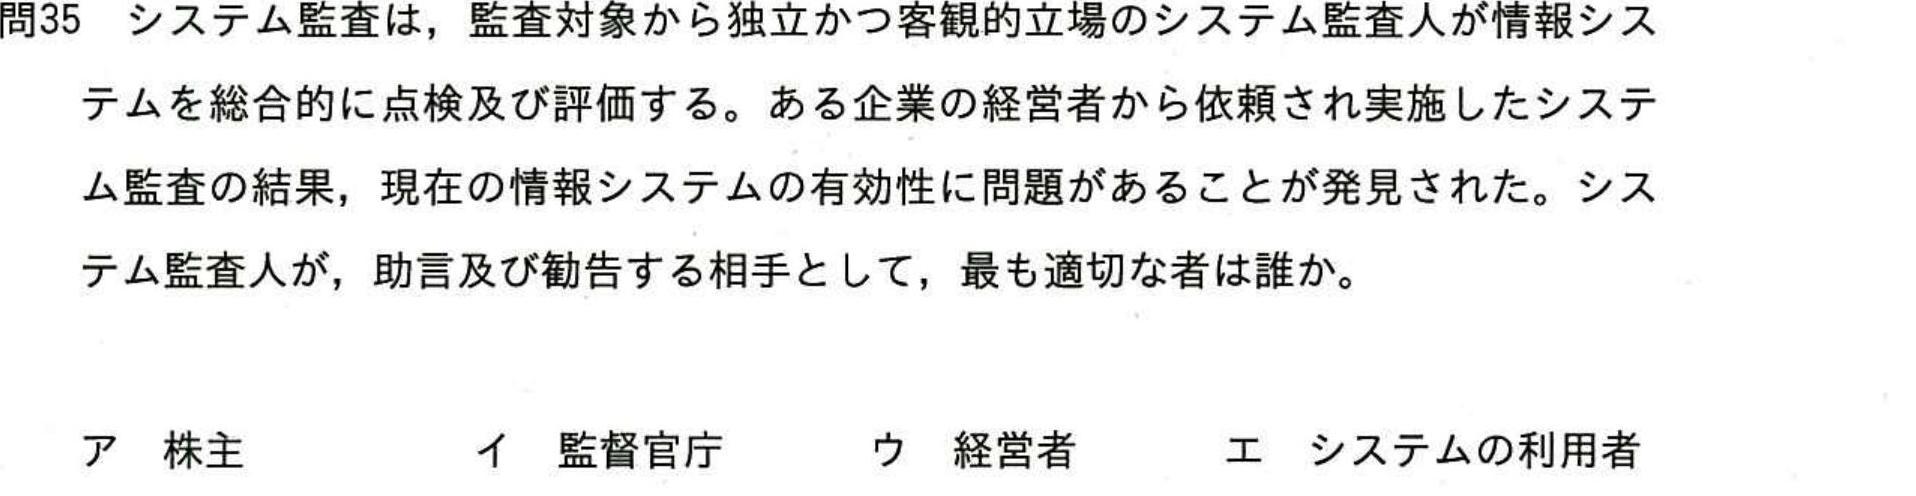 問35　システム監査は，監査対象から独立かつ客観的立場のシステム監査人が情報シス
テムを総合的に点検及び評価する。ある企業の経営者から依頼され実施したシステ
ム監査の結果，現在の情報システムの有効性に問題があることが発見された。シス
テム監査人が，助言及び勧告する相手として，最も適切な者は誰か。
ア　株主　イ　監督官庁　ウ　経営者　エ　システムの利用者